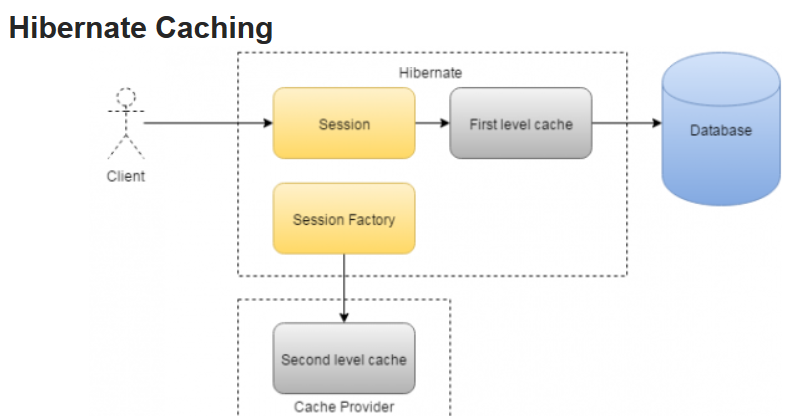 Hibernate Caching
Hibernate
Session
First level cache
Database
Client
Session Factory
Second level cache
Cache Provider